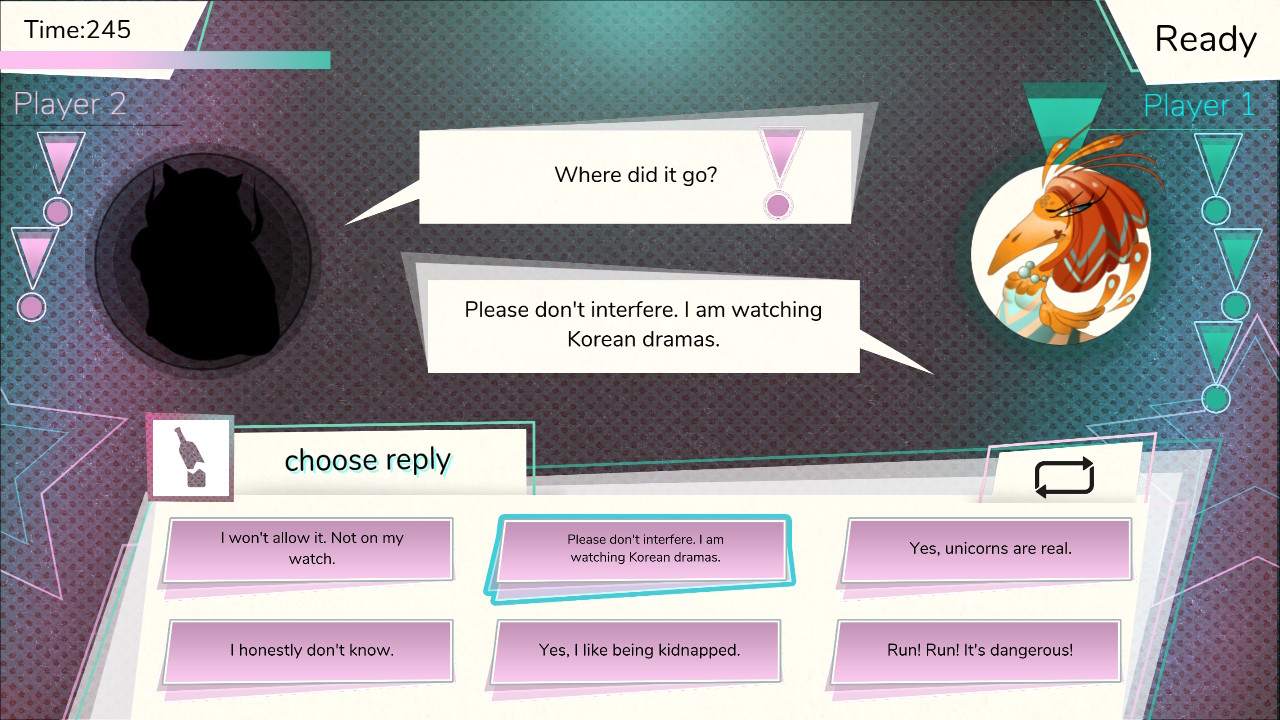 Time:245
Ready
Player 2
Player 1
Where did it go?
Please don't interfere. I am watching
Korean dramas.
choose reply
I won't allow it. Not on my
watch.
Please don't interfere. I am
watching Korean dramas.
Yes, unicorns are real.
I honestly don't know.
Yes, I like being kidnapped.
Run! Run! It's dangerous!